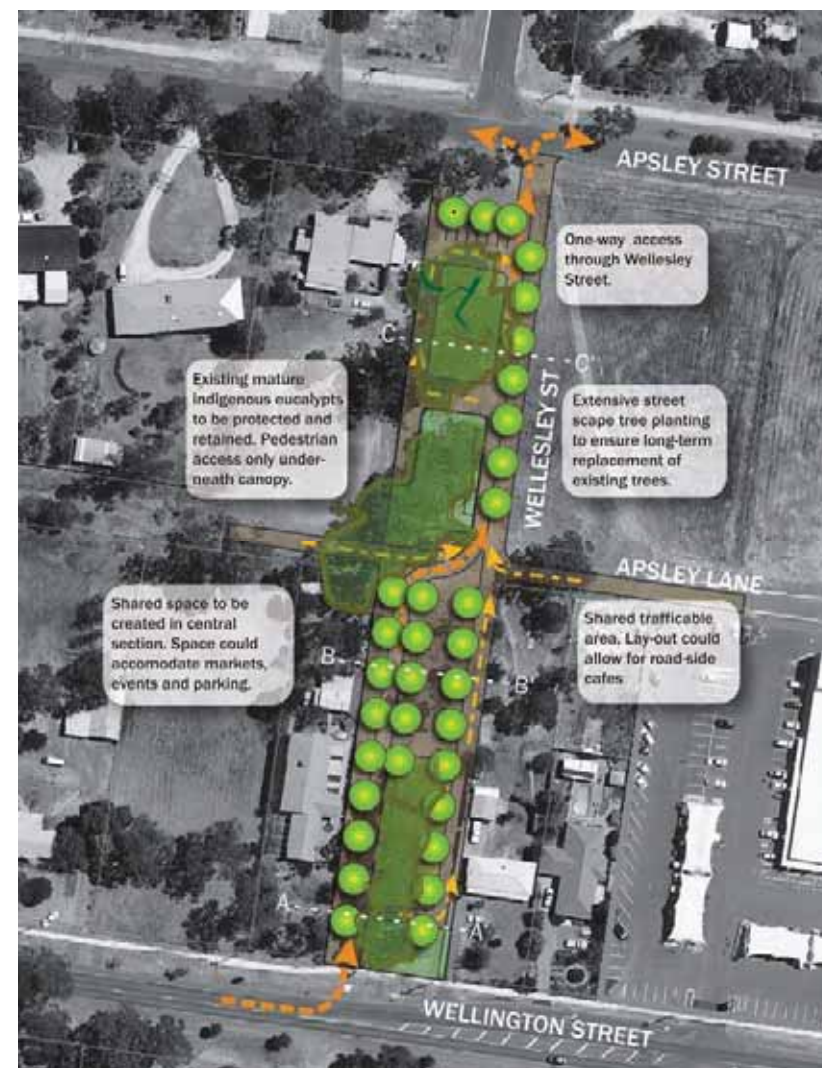 APSLEY STREET
One-way access
through Wellesley
Street.
C
C'
Existing mature
indigenous eucalypts
to be protected and
retained. Pedestrian
access only under-
neath canopy.
WELLESLEY ST
Extensive street
scape tree planting
to ensure long-term
replacement of
existing trees.
APSLEY LANE
Shared space to be
created in central
section. Space could
accomodate markets,
events and parking.
Shared trafficable
area. Lay-out could
allow for road-side
cafes
B
B'
A
A'
WELLINGTON STREET